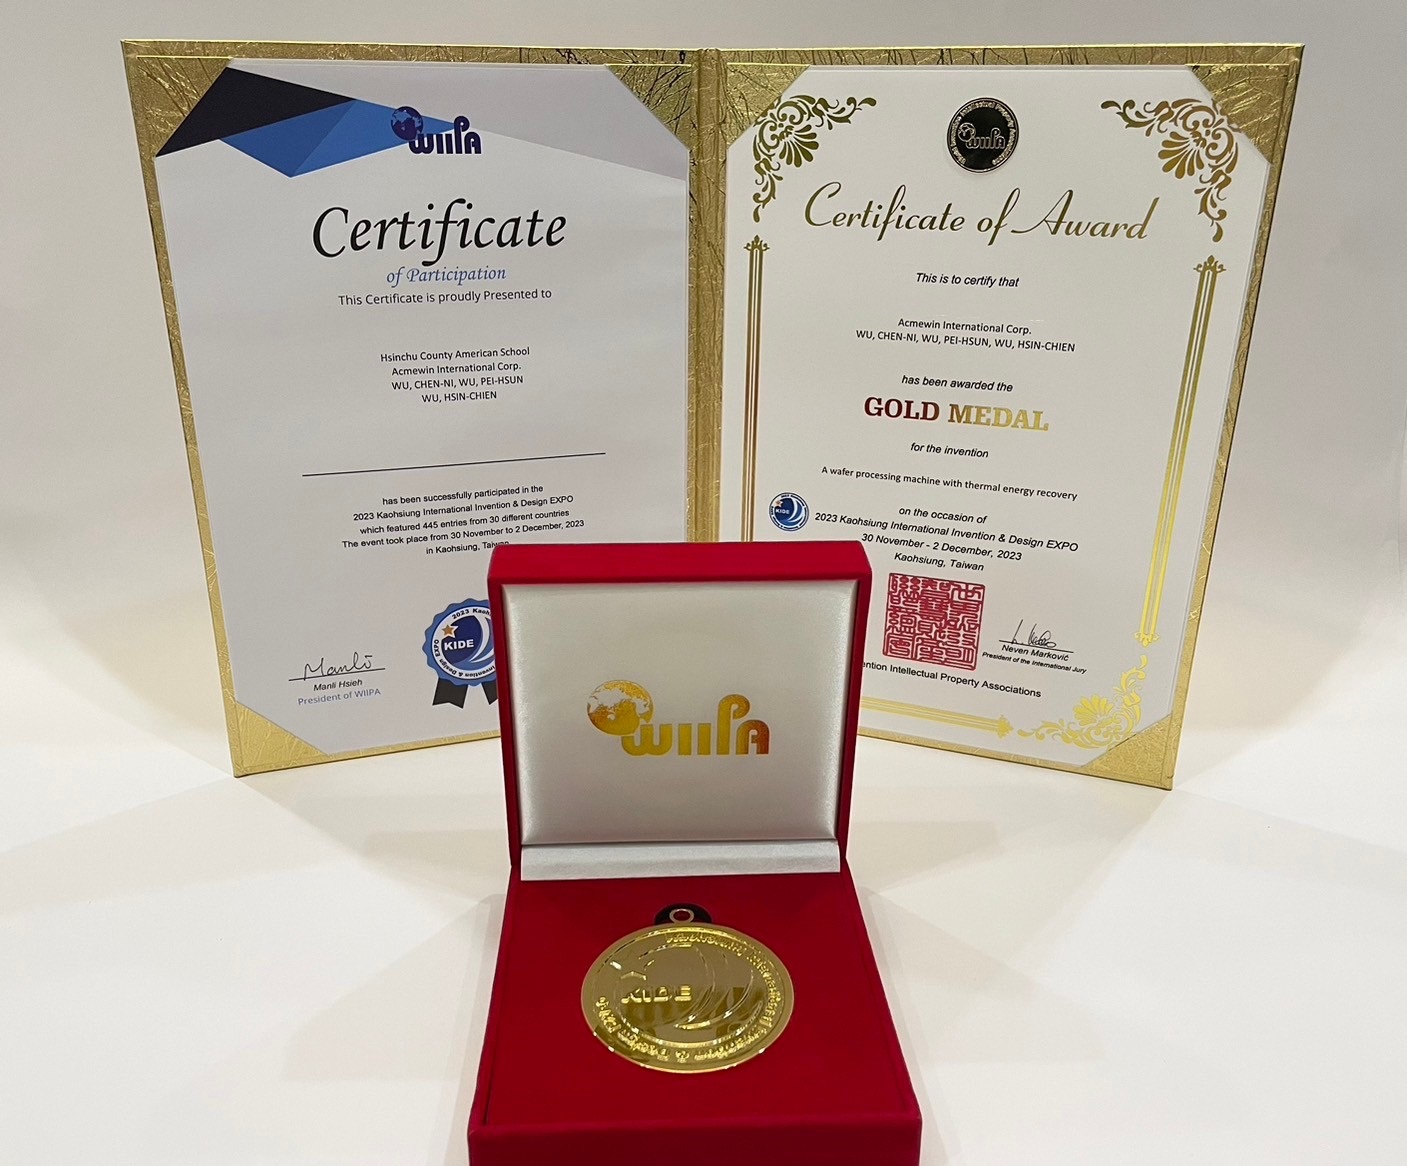 WIIPA
Certificate
of Participation
This Certificate is proudly Presented to
Hsinchu County American School
Acmewin International Corp.
WU, CHEN-NI, WU, PEI-HSUN
WU, HSIN-CHIEN
has been successfully participated in the
2023 Kaohsiung International Invention & Design EXPO
which featured 445 entries from 30 different countries
The event took place from 30 November to 2 December, 2023
in Kaohsiung, Taiwan
Manli Hsieh
President of WIIPA
2023
KIDE
Invention & Design EXPO
WIIPA
Certificate of Award
This is to certify that
Acmewin International Corp.
WU, CHEN-NI, WU, PEI-HSUN, WU, HSIN-CHIEN
has been awarded the
GOLD MEDAL
for the invention
A wafer processing machine with thermal energy recovery
KIDE
on the occasion of
2023 Kaohsiung International Invention & Design EXPO
30 November - 2 December, 2023
Kaohsiung, Taiwan
Neven Marković
President of the International Jury
Intellectual Property Associations
WIIPA
KIDE